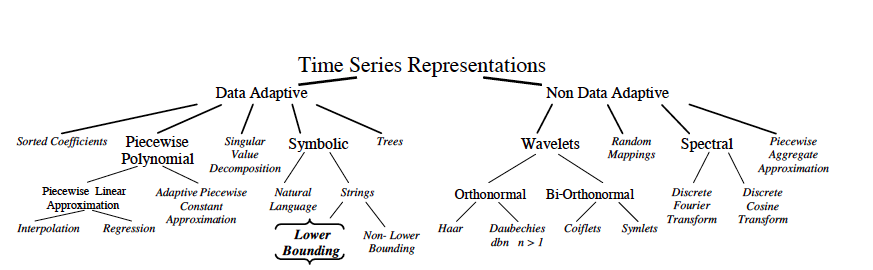 Time Series Representations
Data Adaptive
Non Data Adaptive
Sorted Coefficients
Piecewise
Polynomial
Singular
Value
Decomposition
Symbolic
Trees
Wavelets
Random
Mappings
Spectral
Piecewise
Aggregate
Approximation
Piecewise Linear
Approximation
Adaptive Piecewise
Constant
Approximation
Natural
Language
Strings
Orthonormal
Bi-Orthonormal
Discrete
Fourier
Transform
Discrete
Cosine
Transform
Interpolation
Regression
Lower
Bounding
Non- Lower
Bounding
Haar
Daubechies
dbn n > 1
Coiflets
Symlets